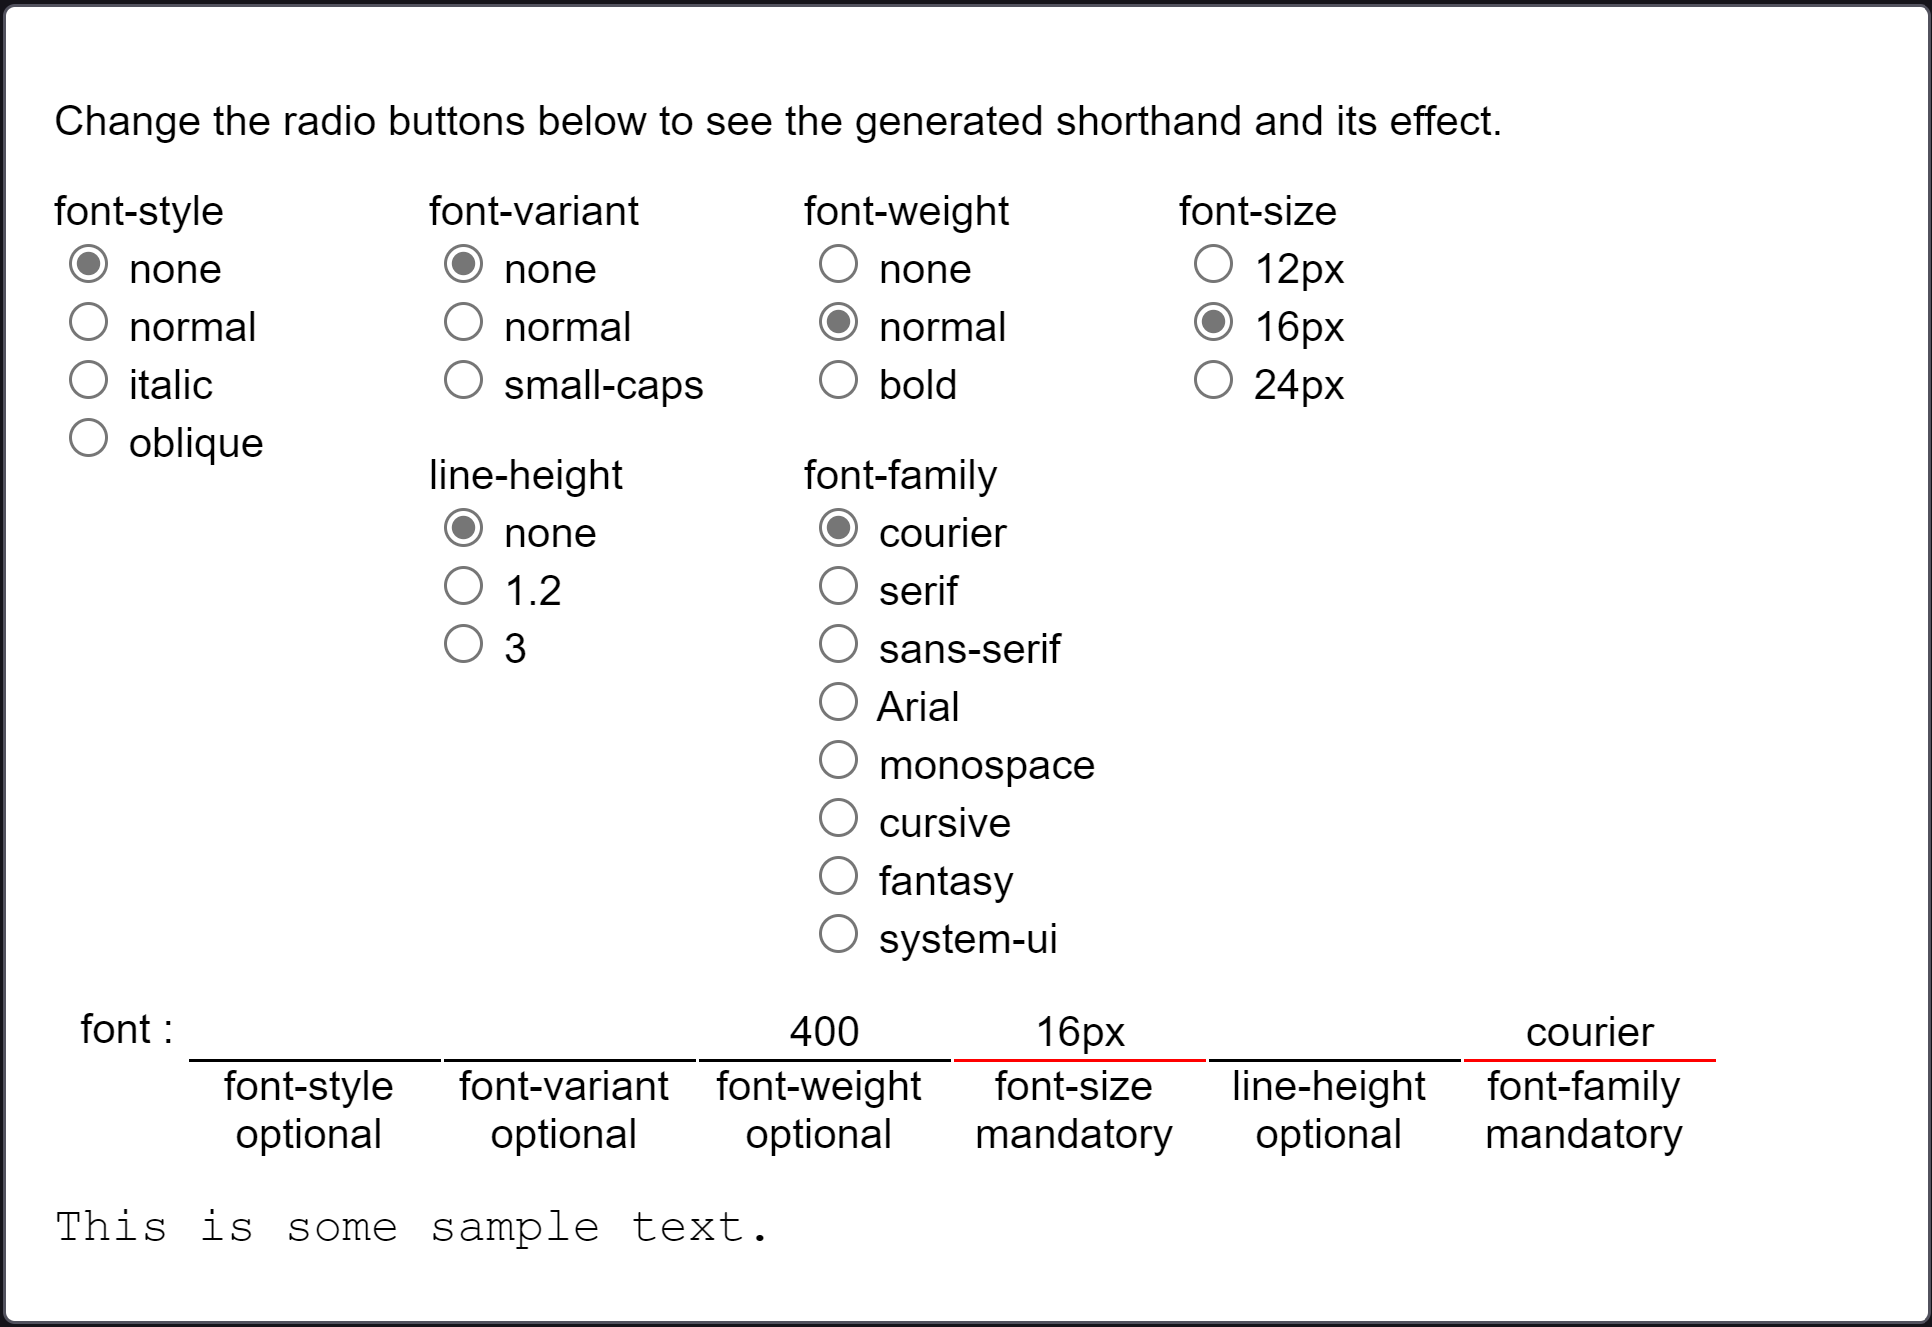 Change the radio buttons below to see the generated shorthand and its effect.
font-style
none
normal
italic
oblique
font-variant
none
normal
small-caps
font-weight
none
normal
bold
font-size
12px
16px
24px
line-height
none
1.2
3
font-family
courier
serif
sans-serif
Arial
monospace
cursive
fantasy
system-ui
font : 400 16px courier
font-style font-variant font-weight font-size line-height font-family
optional optional optional mandatory optional mandatory
This is some sample text.